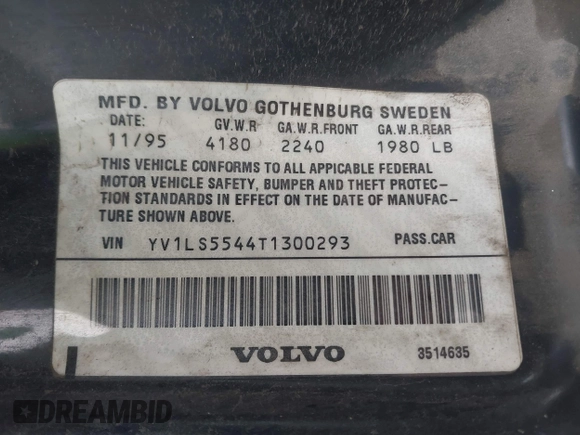 MFD. BY VOLVO GOTHENBURG SWEDEN
DATE: GV.W.R GA.W.R.FRONT GA.W.R.REAR
11/95 4180 2240 1980 LB
THIS VEHICLE CONFORMS TO ALL APPICABLE FEDERAL
MOTOR VEHICLE SAFETY, BUMPER AND THEFT PROTEC–
TION STANDARDS IN EFFECT ON THE DATE OF MANUFAC–
TURE SHOWN ABOVE.
VIN YV1LS5544T1300293 PASS.CAR
VOLVO 3514635
DREAMBID